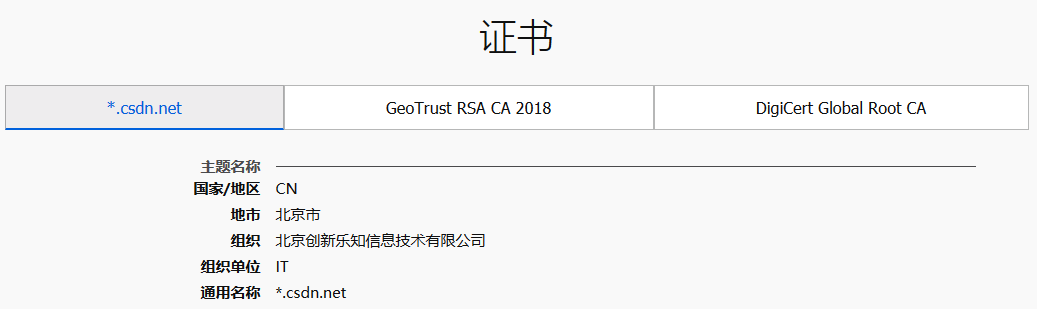 证书
*.csdn.net GeoTrust RSA CA 2018 DigiCert Global Root CA
主题名称
国家/地区 CN
地市 北京市
组织 北京创新乐知信息技术有限公司
组织单位 IT
通用名称 *.csdn.net